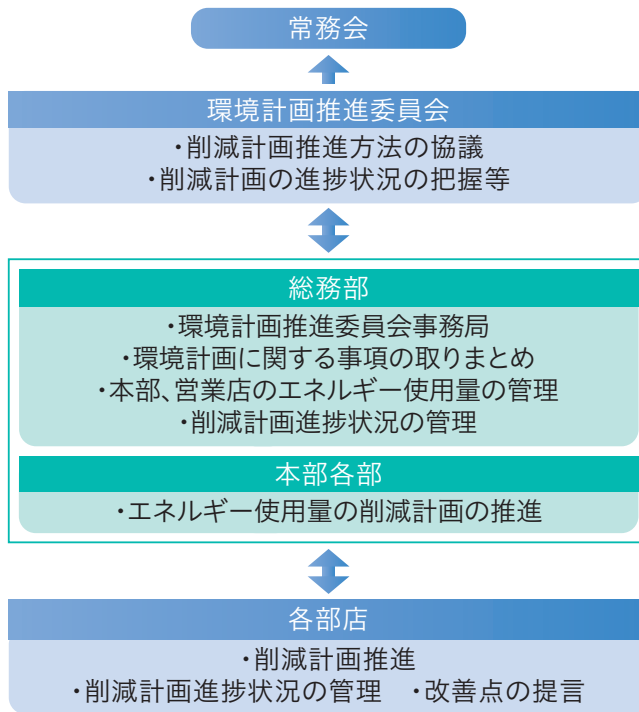 常務会
環境計画推進委員会
・削減計画推進方法の協議
・削減計画の進捗状況の把握等
総務部
・環境計画推進委員会事務局
・環境計画に関する事項の取りまとめ
・本部、営業店のエネルギー使用量の管理
・削減計画進捗状況の管理
本部各部
・エネルギー使用量の削減計画の推進
各部店
・削減計画推進
・削減計画進捗状況の管理　・改善点の提言